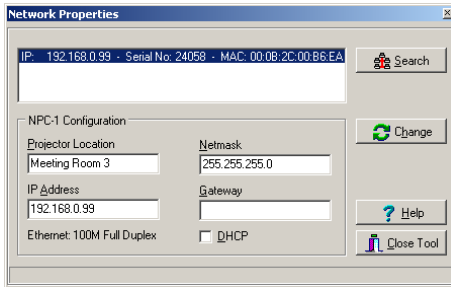 Network Properties
IP: 192.168.0.99 - Serial No: 24058 - MAC: 00:0B:2C:00:B6:EA
Search
NPC-1 Configuration
Projector Location
Netmask
Meeting Room 3
255.255.255.0
Change
IP Address
Gateway
192.168.0.99
Help
Ethernet: 100M Full Duplex
DHCP
Close Tool